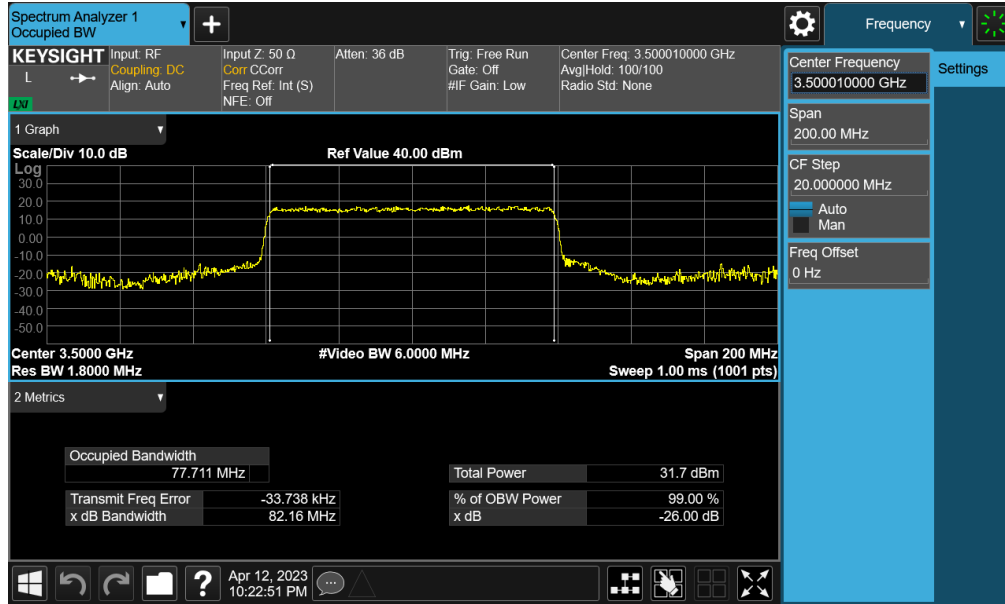 Spectrum Analyzer 1
Occupied BW
+
Frequency
KEYSIGHT
L
LXI
Input: RF
Coupling: DC
Align: Auto
Input Z: 50 Ω
Corr CCorr
Freq Ref: Int (S)
NFE: Off
Atten: 36 dB
Trig: Free Run
Gate: Off
#IF Gain: Low
Center Freq: 3.500010000 GHz
Avg|Hold: 100/100
Radio Std: None
Center Frequency
3.500010000 GHz
Settings
Span
200.00 MHz
CF Step
20.000000 MHz
Auto
Man
Freq Offset
0 Hz
1 Graph
Scale/Div 10.0 dB
Ref Value 40.00 dBm
Log
30.0
20.0
10.0
0.00
-10.0
-20.0
-30.0
-40.0
-50.0
Center 3.5000 GHz
#Video BW 6.0000 MHz
Span 200 MHz
Res BW 1.8000 MHz
Sweep 1.00 ms (1001 pts)
2 Metrics
Occupied Bandwidth
77.711 MHz
Total Power 31.7 dBm
Transmit Freq Error -33.738 kHz
% of OBW Power 99.00 %
x dB Bandwidth 82.16 MHz
x dB -26.00 dB
?
Apr 12, 2023
10:22:51 PM